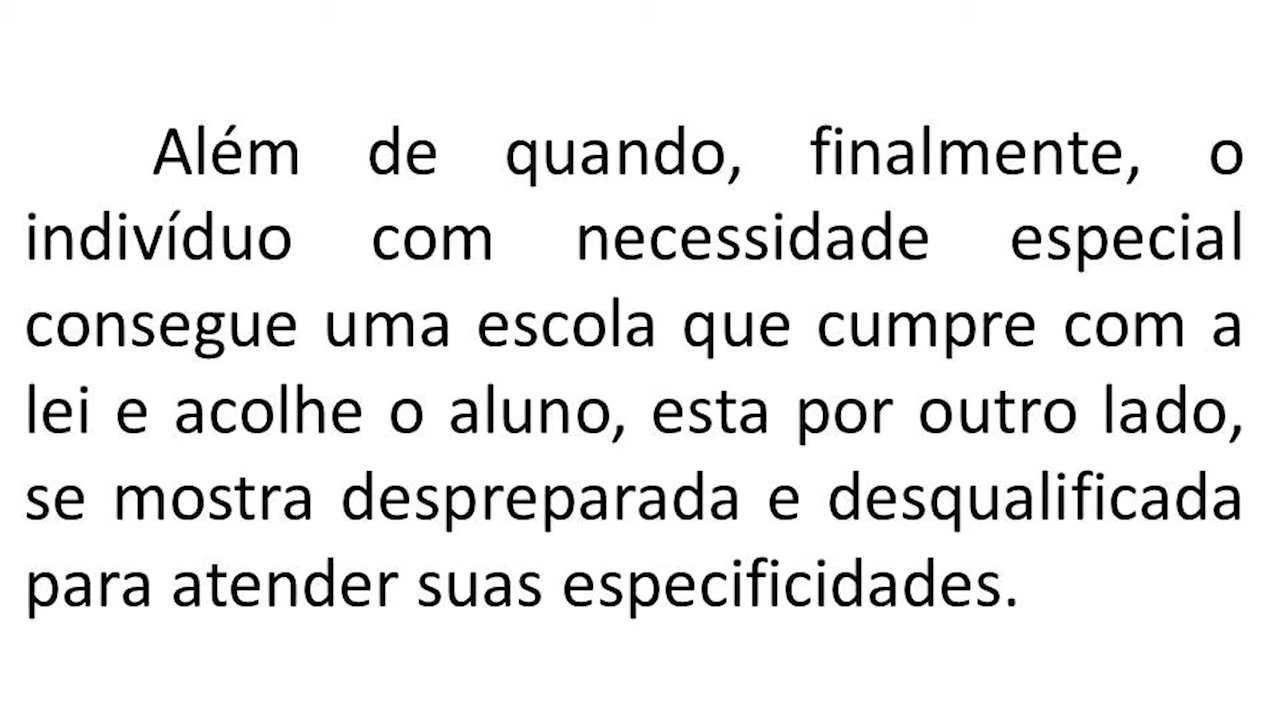 Além de quando, finalmente, o
indivíduo com necessidade especial
consegue uma escola que cumpre com a
lei e acolhe o aluno, esta por outro lado,
se mostra despreparada e desqualificada
para atender suas especificidades.